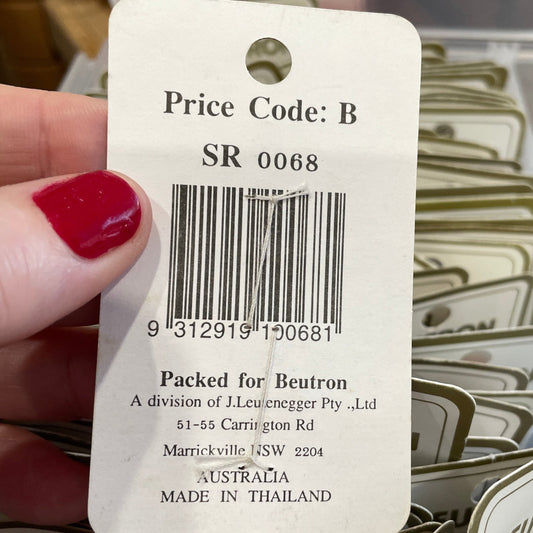 Price Code: B
SR 0068
9 312919 100681
Packed for Beutron
A division of J.Leutenegger Pty .,Ltd
51-55 Carrington Rd
Marrickville NSW 2204
AUSTRALIA
MADE IN THAILAND